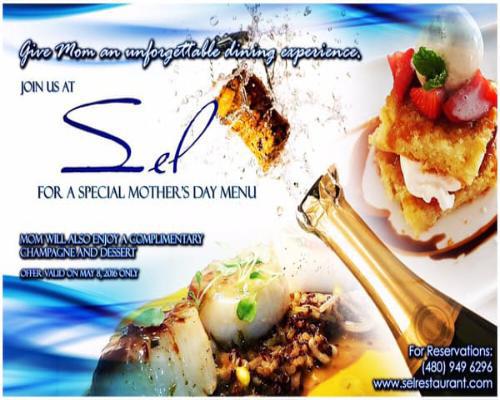 Give Mom an unforgettable dining experience.
JOIN US AT
Sel
FOR A SPECIAL MOTHER'S DAY MENU
MOM WILL ALSO ENJOY A COMPLIMENTARY
CHAMPAGNE AND DESSERT
OFFER VALID ON MAY 8, 2016 ONLY
For Reservations:
(480) 949 6296
www.selrestaurant.com